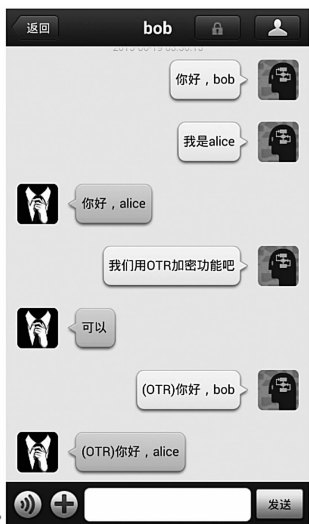 返回
bob
你好，bob
我是alice
你好，alice
我们用OTR加密功能吧
可以
(OTR)你好，bob
(OTR)你好，alice
发送